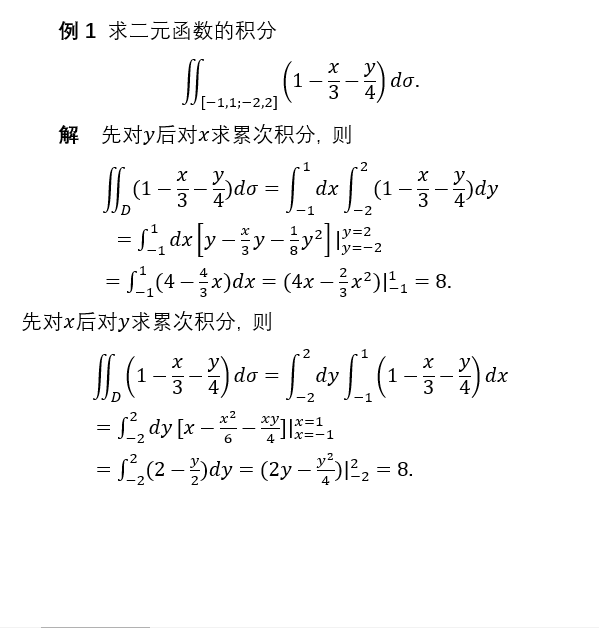 例 1 求二元函数的积分
∬_[−1,1;−2,2] (1 − x/3 − y/4) dσ.
解 先对y后对x求累次积分, 则
∬_D (1 − x/3 − y/4)dσ = ∫_−1^1 dx ∫_−2^2 (1 − x/3 − y/4)dy
= ∫_−1^1 dx [y − x/3 y − 1/8 y²] |_y=−2^y=2
= ∫_−1^1 (4 − 4/3 x)dx = (4x − 2/3 x²)|_−1^1 = 8.
先对x后对y求累次积分, 则
∬_D (1 − x/3 − y/4) dσ = ∫_−2^2 dy ∫_−1^1 (1 − x/3 − y/4) dx
= ∫_−2^2 dy [x − x²/6 − xy/4]|_x=−1^x=1
= ∫_−2^2 (2 − y/2)dy = (2y − y²/4)|_−2^2 = 8.